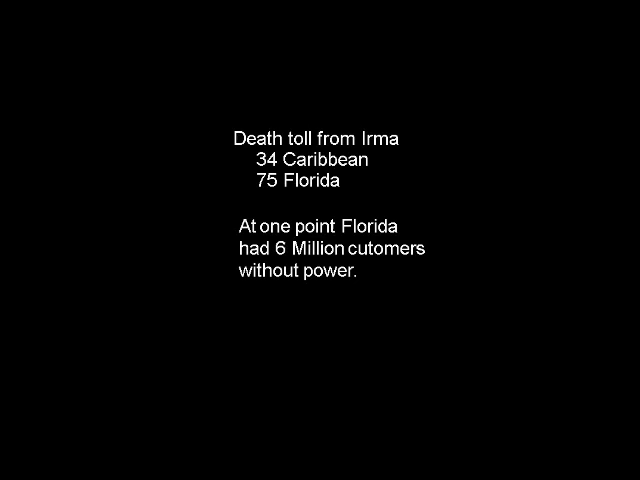 Death toll from Irma
34 Caribbean
75 Florida
At one point Florida
had 6 Million cutomers
without power.